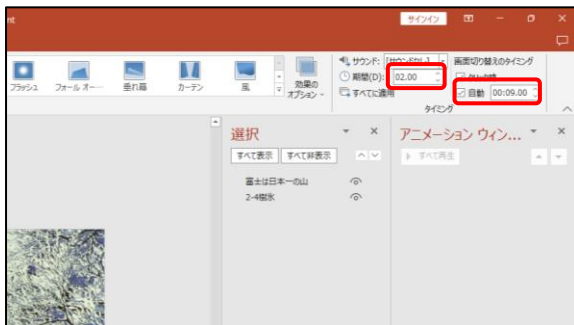 nt
サインイン
フラッシュ
フォール オー…
垂れ幕
カーテン
風
効果の
オプション
サウンド:
[サウンドなし]
期間(D):
02.00
すべてに適用
画面切り替えのタイミング
クリック時
自動
00:09.00
タイミング
選択
すべて表示
すべて非表示
富士は日本一の山
2-4樹氷
アニメーション ウィン...
すべて再生